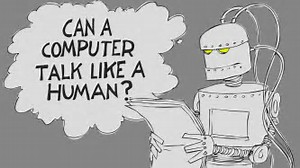 CAN A
COMPUTER
TALK LIKE A
HUMAN?